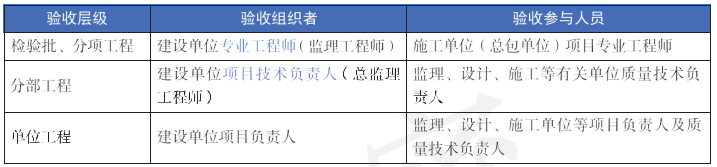 验收层级 验收组织者 验收参与人员
检验批、分项工程 建设单位专业工程师(监理工程师) 施工单位(总包单位)项目专业工程师
分部工程 建设单位项目技术负责人(总监理工程师) 监理、设计、施工等有关单位质量技术负责人
单位工程 建设单位项目负责人 监理、设计、施工单位等项目负责人及质量技术负责人